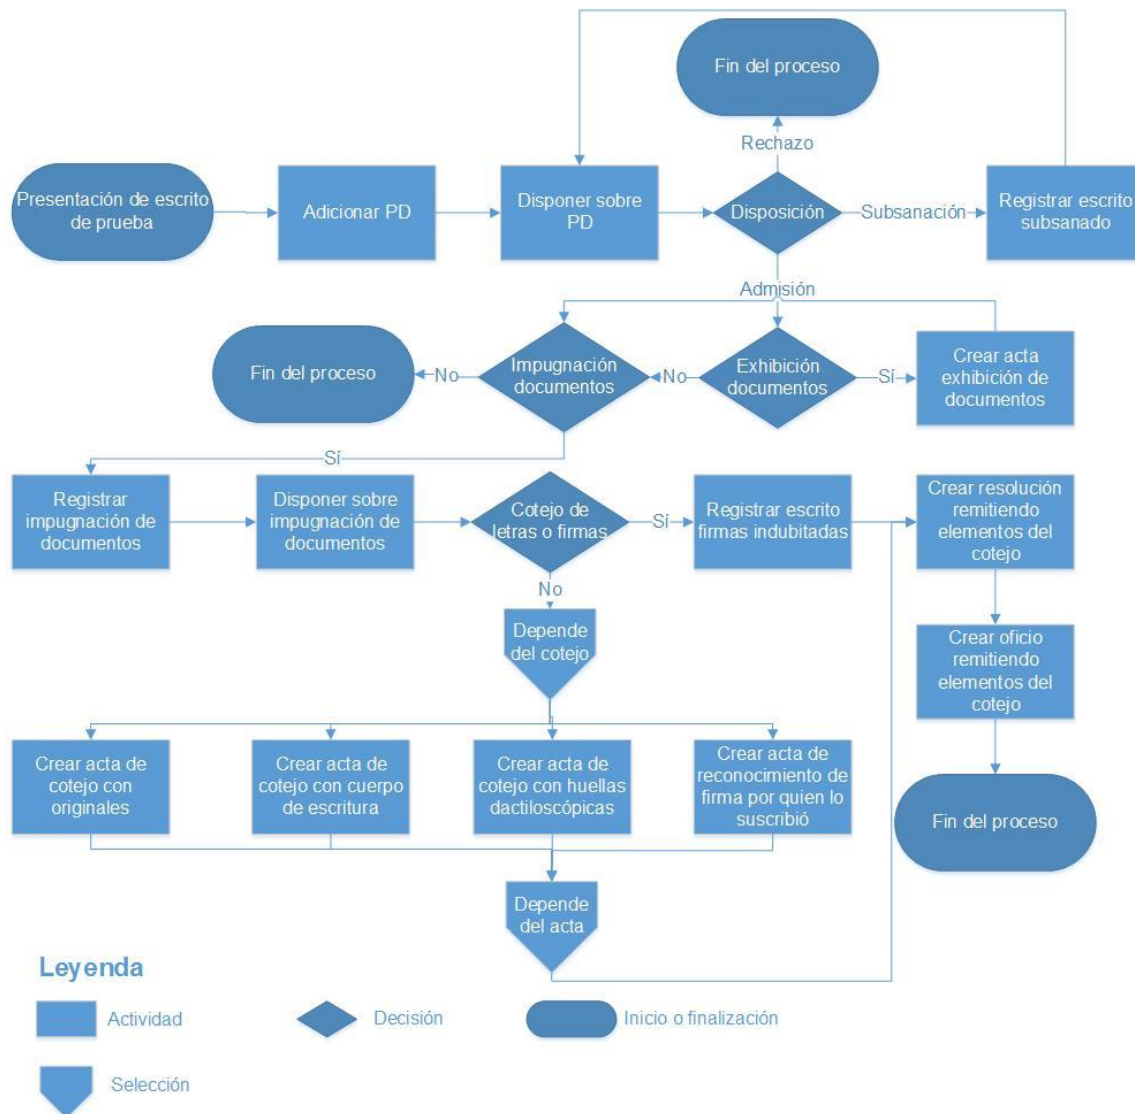 Fin del proceso
Rechazo
Presentación de escrito
de prueba
Adicionar PD
Disponer sobre
PD
Disposición
Subsanación
Registrar escrito
subsanado
Admisión
Fin del proceso
No
Impugnación
documentos
No
Exhibición
documentos
Sí
Crear acta
exhibición de
documentos
Sí
Registrar
impugnación de
documentos
Disponer sobre
impugnación de
documentos
Cotejo de
letras o firmas
Sí
Registrar escrito
firmas indubitadas
Crear resolución
remitiendo
elementos del
cotejo
No
Depende
del cotejo
Crear oficio
remitiendo
elementos del
cotejo
Crear acta de
cotejo con
originales
Crear acta de
cotejo con cuerpo
de escritura
Crear acta de
cotejo con huellas
dactiloscópicas
Crear acta de
reconocimiento de
firma por quien lo
suscribió
Fin del proceso
Depende
del acta
Leyenda
Actividad
Decisión
Inicio o finalización
Selección